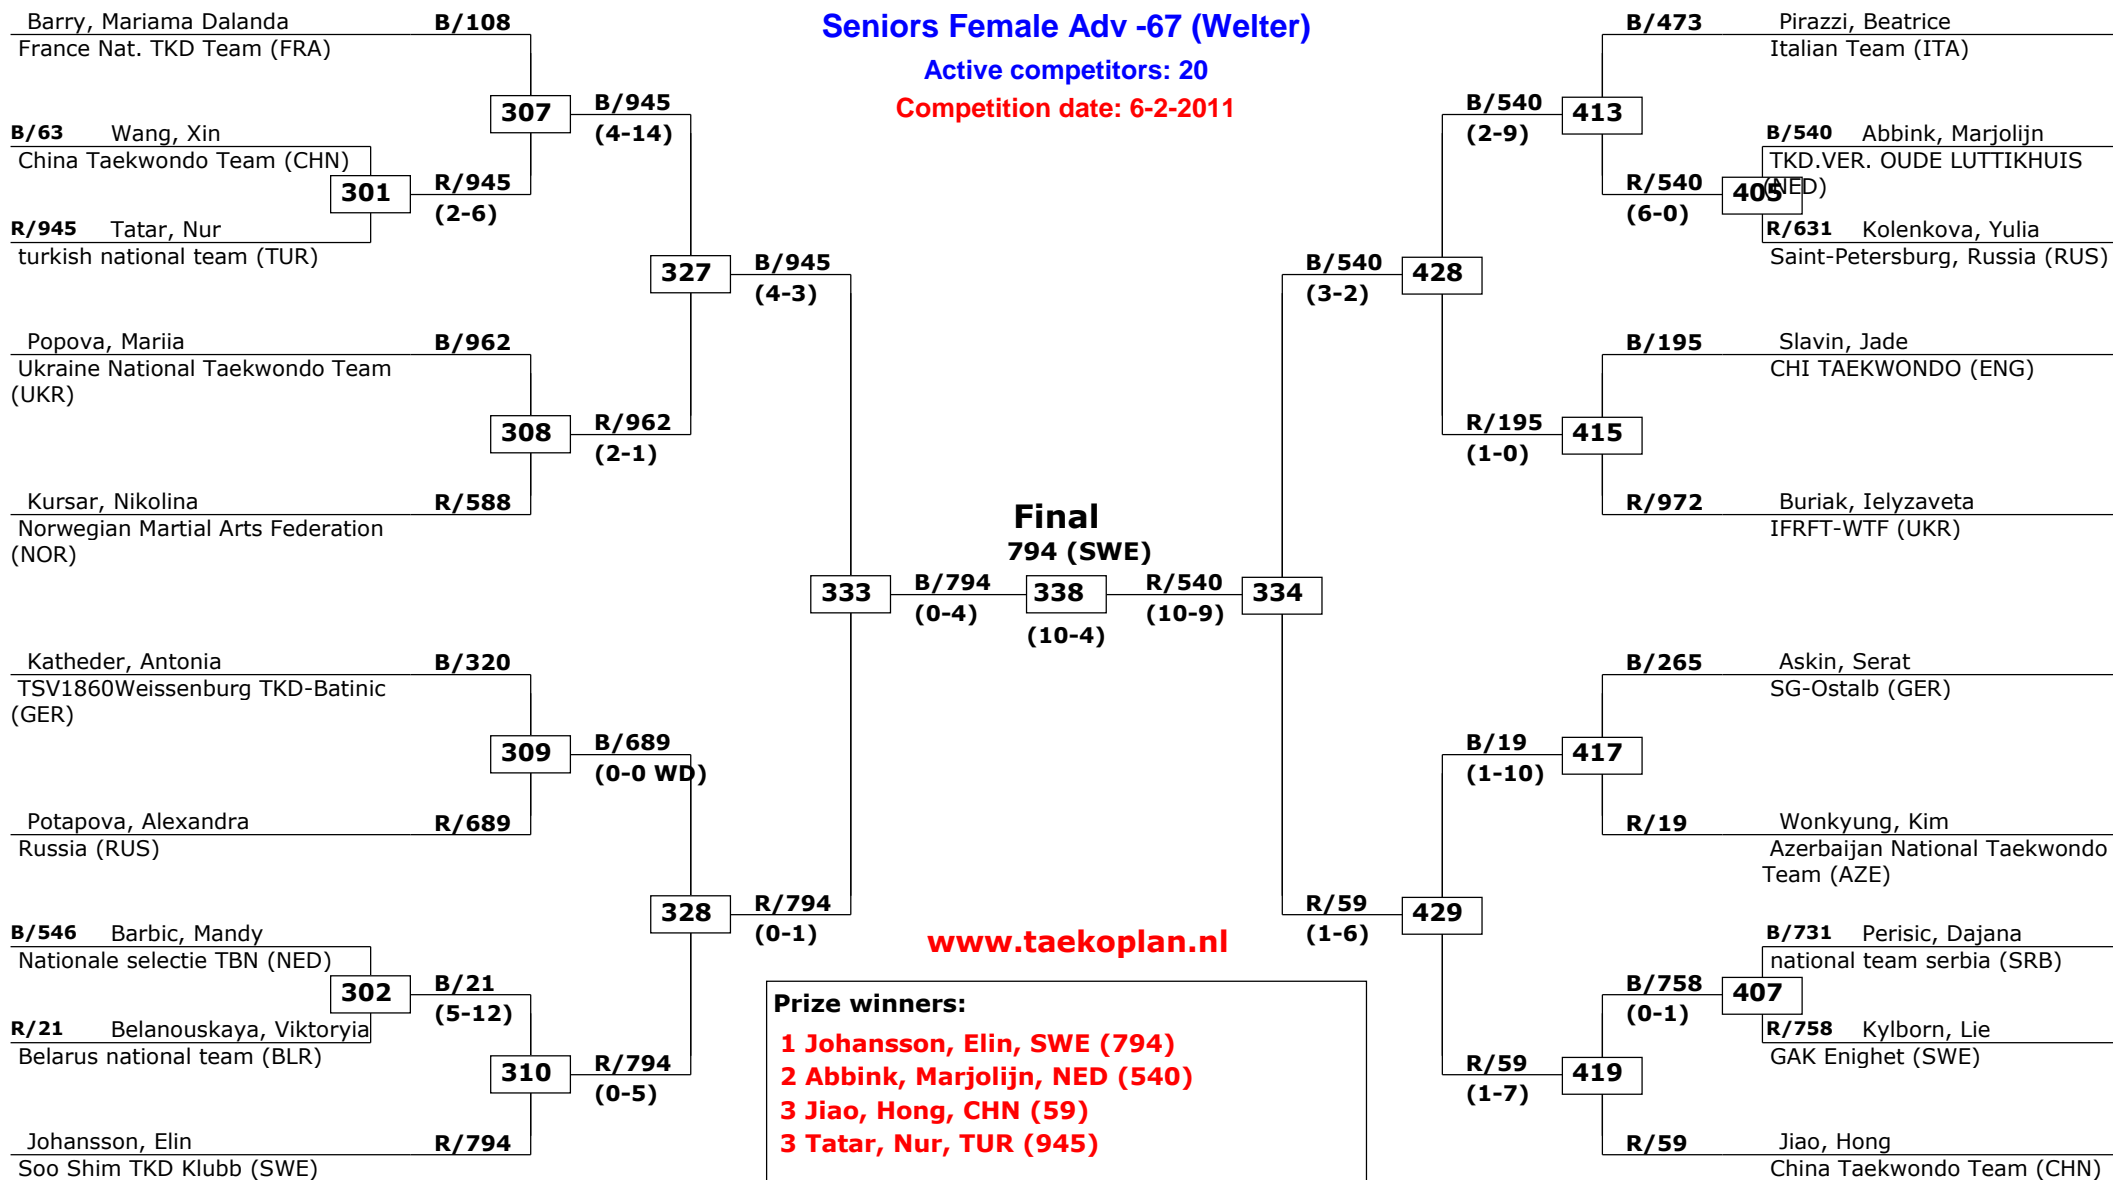 Seniors Female Adv -67 (Welter)
Active competitors: 20
Competition date: 6-2-2011
Barry, Mariama Dalanda
B/108
France Nat. TKD Team (FRA)
307
B/945
(4-14)
B/63 Wang, Xin
China Taekwondo Team (CHN)
301
R/945
(2-6)
R/945 Tatar, Nur
turkish national team (TUR)
327
B/945
(4-3)
Popova, Mariia
B/962
Ukraine National Taekwondo Team
(UKR)
308
R/962
(2-1)
Kursar, Nikolina
R/588
Norwegian Martial Arts Federation
(NOR)
333
B/794
(0-4)
Final
794 (SWE)
338
(10-4)
R/540
(10-9)
334
Katheder, Antonia
B/320
TSV1860Weissenburg TKD-Batinic
(GER)
309
B/689
(0-0 WD)
Potapova, Alexandra
R/689
Russia (RUS)
328
R/794
(0-1)
B/546 Barbic, Mandy
Nationale selectie TBN (NED)
302
B/21
(5-12)
R/21 Belanouskaya, Viktoryia
Belarus national team (BLR)
310
R/794
(0-5)
Johansson, Elin
R/794
Soo Shim TKD Klubb (SWE)
B/473
Pirazzi, Beatrice
Italian Team (ITA)
B/540
(2-9)
413
B/540 Abbink, Marjolijn
TKD.VER. OUDE LUTTIKHUIS
(NED)
R/540
(6-0)
405
R/631 Kolenkova, Yulia
Saint-Petersburg, Russia (RUS)
B/540
(3-2)
428
B/195
Slavin, Jade
CHI TAEKWONDO (ENG)
R/195
(1-0)
415
R/972
Buriak, Ielyzaveta
IFRFT-WTF (UKR)
B/265
Askin, Serat
SG-Ostalb (GER)
B/19
(1-10)
417
R/19
Wonkyung, Kim
Azerbaijan National Taekwondo
Team (AZE)
R/59
(1-6)
429
B/731 Perisic, Dajana
national team serbia (SRB)
B/758
(0-1)
407
R/758 Kylborn, Lie
GAK Enighet (SWE)
R/59
(1-7)
419
R/59
Jiao, Hong
China Taekwondo Team (CHN)
www.taekoplan.nl
Prize winners:
1 Johansson, Elin, SWE (794)
2 Abbink, Marjolijn, NED (540)
3 Jiao, Hong, CHN (59)
3 Tatar, Nur, TUR (945)